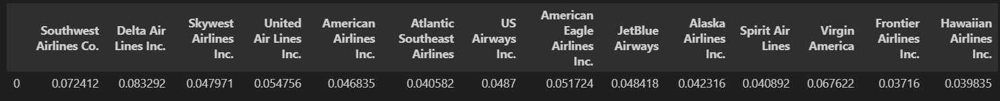 Southwest Airlines Co. Delta Air Lines Inc. Skywest Airlines Inc. United Air Lines Inc. American Airlines Inc. Atlantic Southeast Airlines US Airways Inc. American Eagle Airlines Inc. JetBlue Airways Alaska Airlines Inc. Spirit Air Lines Virgin America Frontier Airlines Inc. Hawaiian Airlines Inc.
0 0.072412 0.083292 0.047971 0.054756 0.046835 0.040582 0.0487 0.051724 0.048418 0.042316 0.040892 0.067622 0.03716 0.039835